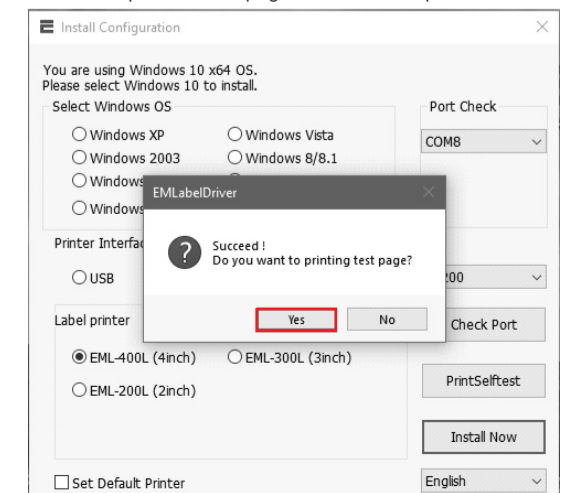 Install Configuration
You are using Windows 10 x64 OS.
Please select Windows 10 to install.
Select Windows OS
Port Check
Windows XP
Windows Vista
COM8
Windows 2003
Windows 8/8.1
Windows
EMLabelDriver
Windows
Succeed !
Do you want to printing test page?
Printer Interfa
USB
Yes
No
Label printer
Check Port
EML-400L (4inch)
EML-300L (3inch)
EML-200L (2inch)
PrintSelftest
Install Now
Set Default Printer
English